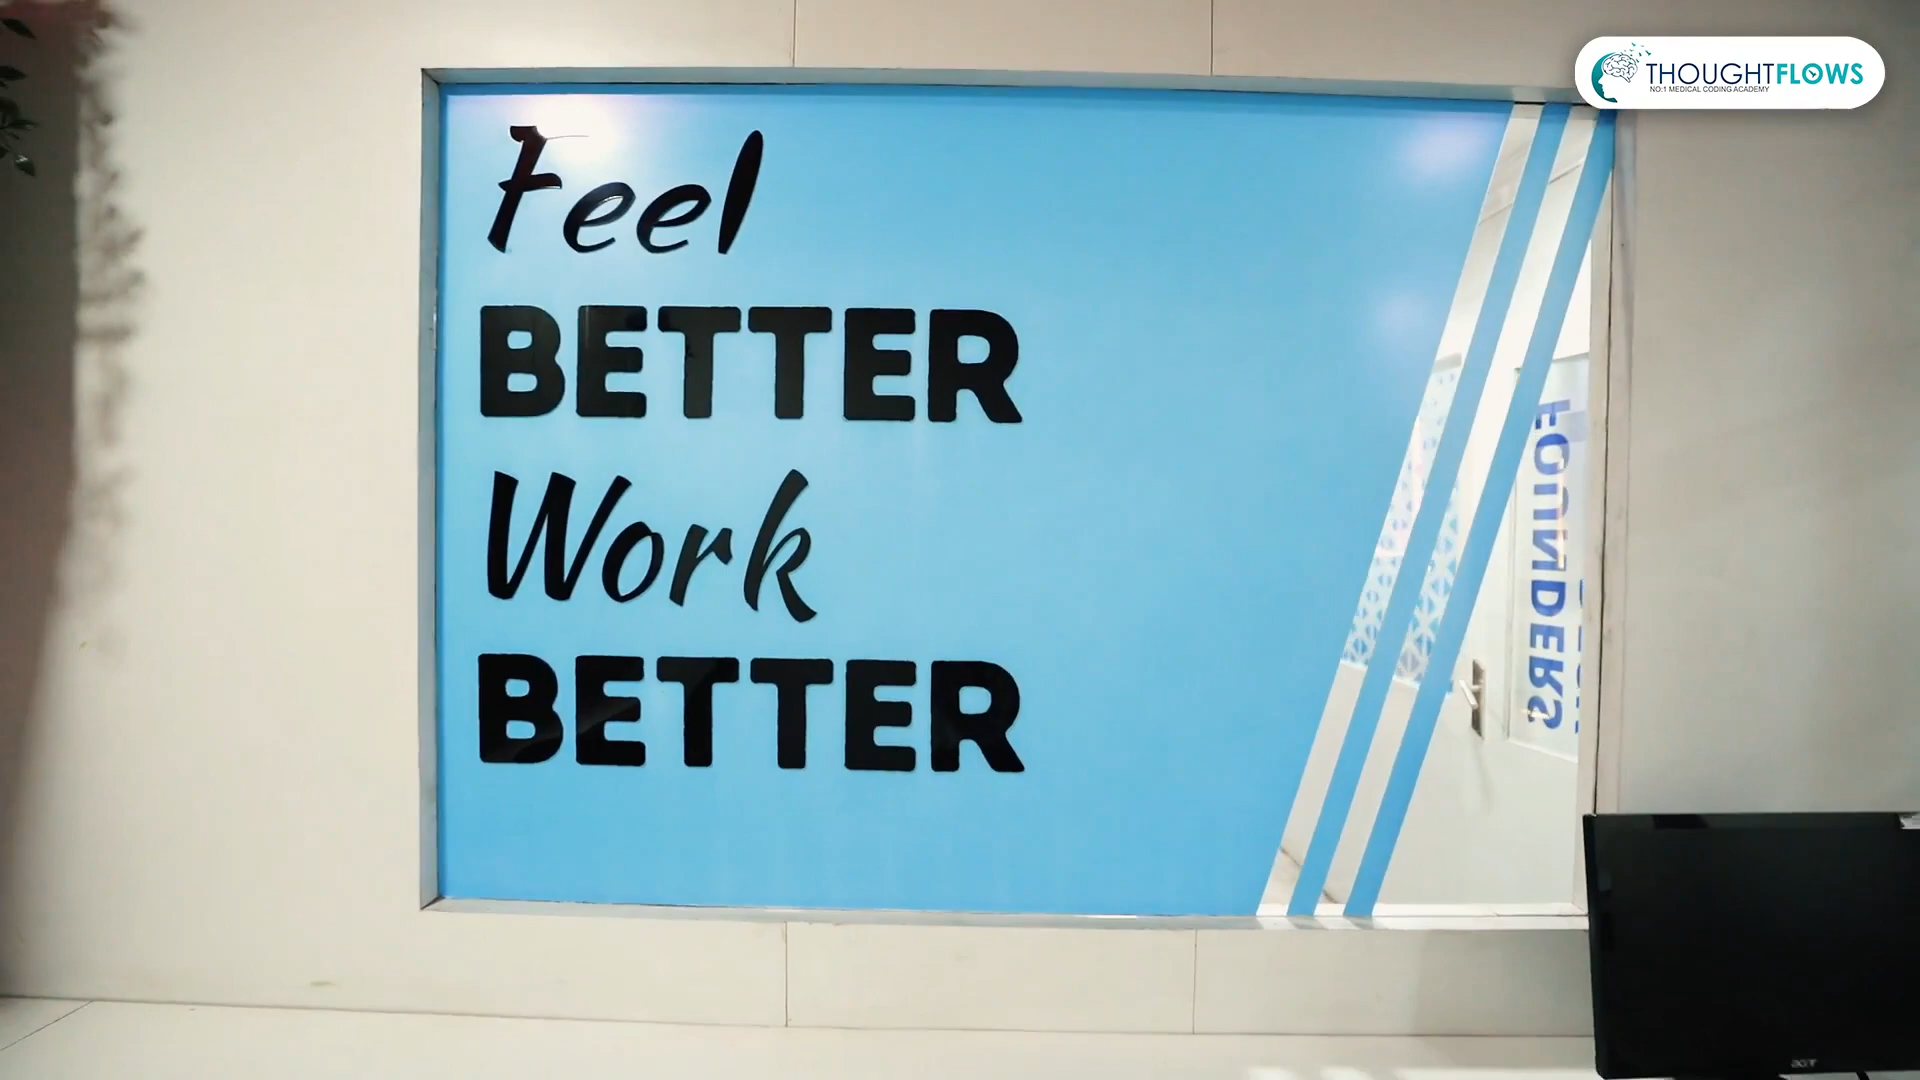 Feel
BETTER
Work
BETTER
THOUGHTFLOWS
NO:1 MEDICAL CODING ACADEMY
FOUNDERS
acer